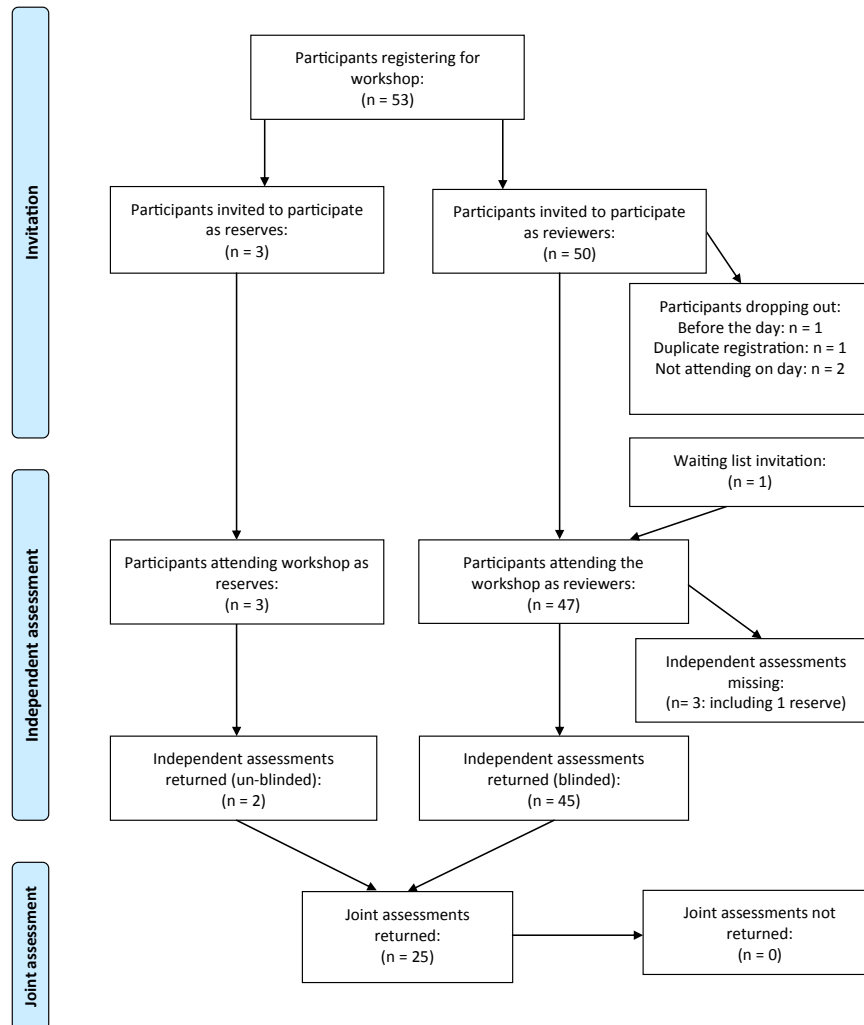 Invitation
Participants registering for
workshop:
(n = 53)
Participants invited to participate
as reserves:
(n = 3)
Participants invited to participate
as reviewers:
(n = 50)
Participants dropping out:
Before the day: n = 1
Duplicate registration: n = 1
Not attending on day: n = 2
Waiting list invitation:
(n = 1)
Independent assessment
Participants attending workshop as
reserves:
(n = 3)
Participants attending the
workshop as reviewers:
(n = 47)
Independent assessments
missing:
(n= 3: including 1 reserve)
Independent assessments
returned (un-blinded):
(n = 2)
Independent assessments
returned (blinded):
(n = 45)
Joint assessment
Joint assessments
returned:
(n = 25)
Joint assessments not
returned:
(n = 0)